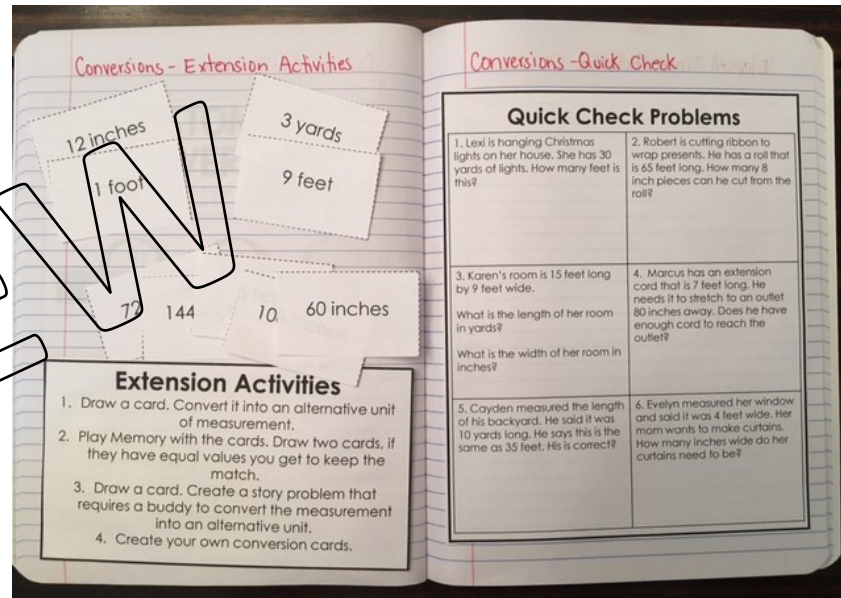 Conversions - Extension Activities
12 inches
1 foot
3 yards
9 feet
72
144
10
60 inches
Extension Activities
1. Draw a card. Convert it into an alternative unit
of measurement.
2. Play Memory with the cards. Draw two cards, if
they have equal values you get to keep the
match.
3. Draw a card. Create a story problem that
requires a buddy to convert the measurement
into an alternative unit.
4. Create your own conversion cards.
Conversions - Quick Check
Quick Check Problems
1. Lexi is hanging Christmas
lights on her house. She has 30
yards of lights. How many feet is
this?
2. Robert is cutting ribbon to
wrap presents. He has a roll that
is 65 feet long. How many 8
inch pieces can he cut from the
roll?
3. Karen's room is 15 feet long
by 9 feet wide.
What is the length of her room
in yards?
What is the width of her room in
inches?
4. Marcus has an extension
cord that is 7 feet long. He
needs it to stretch to an outlet
80 inches away. Does he have
enough cord to reach the
outlet?
5. Cayden measured the length
of his backyard. He said it was
10 yards long. He says this is the
same as 35 feet. His is correct?
6. Evelyn measured her window
and said it was 4 feet wide. Her
mom wants to make curtains.
How many inches wide do her
curtains need to be?
EW